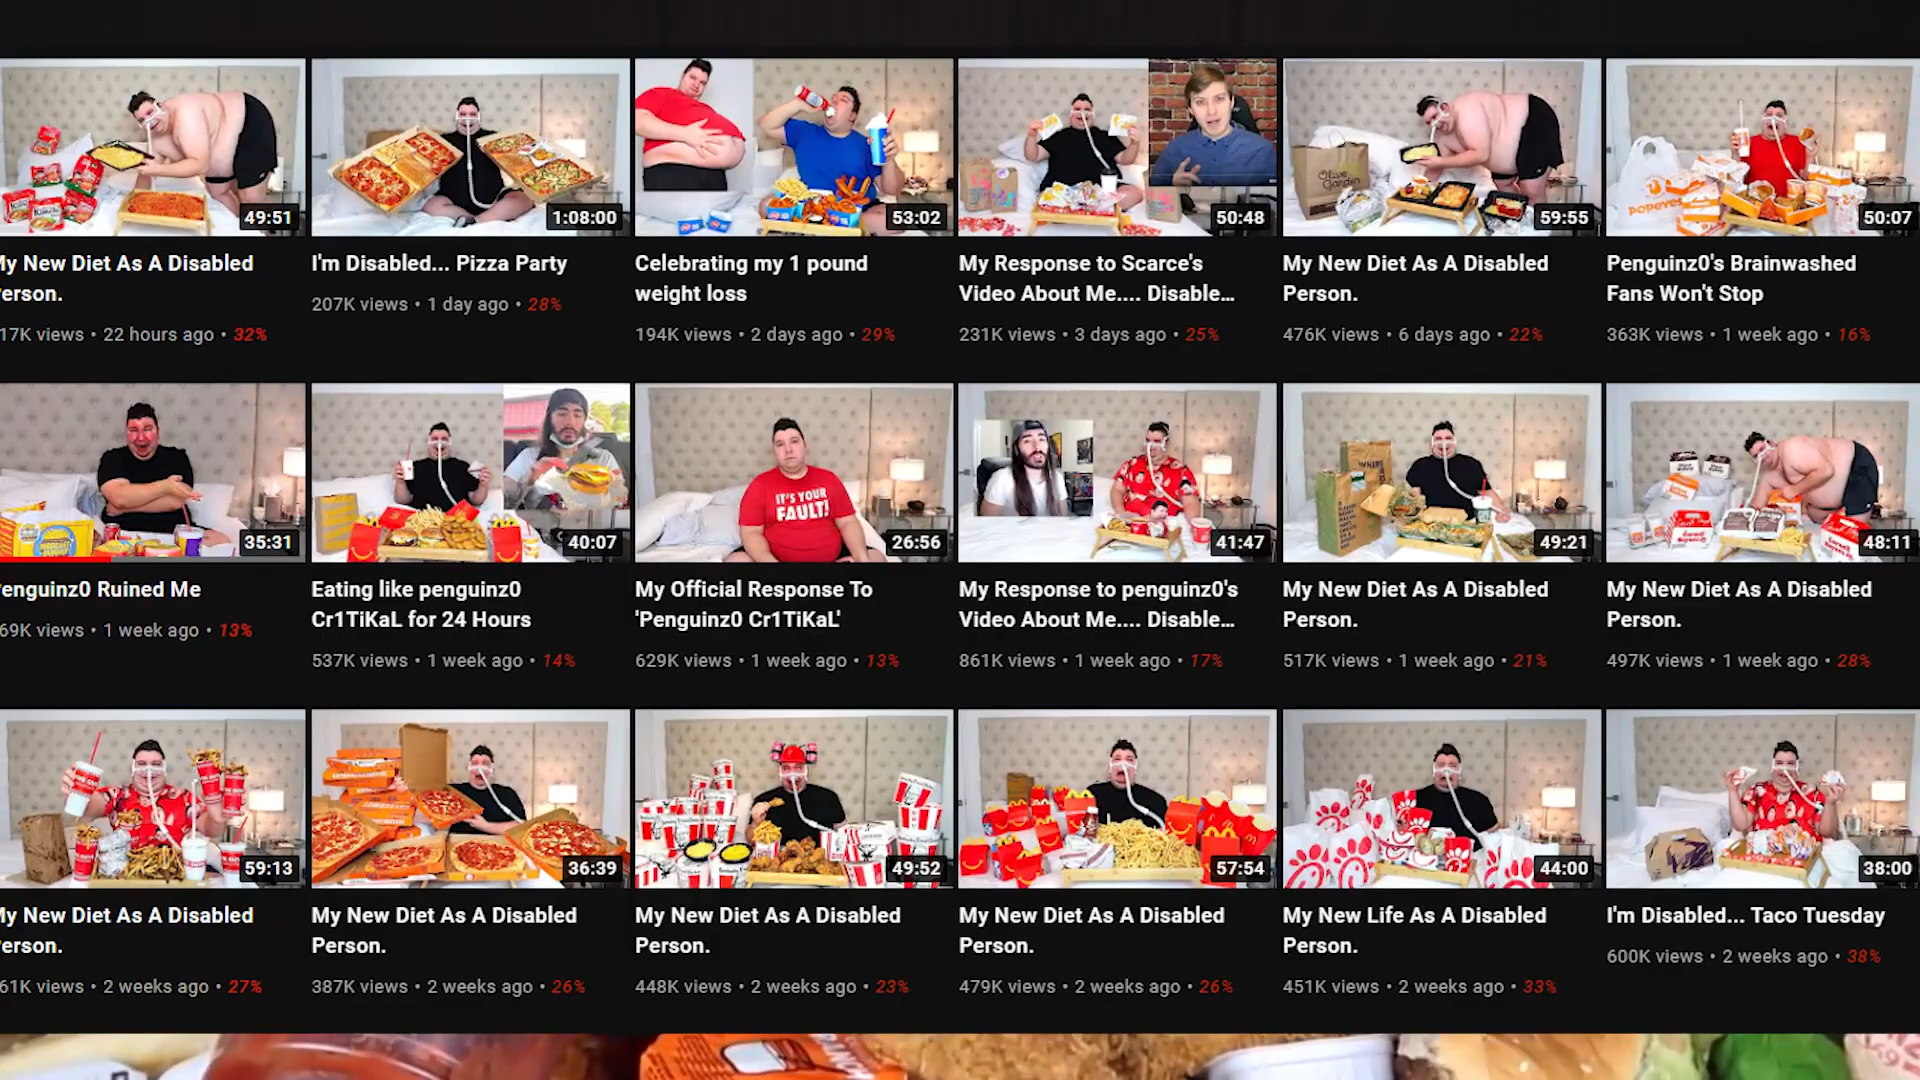 49:51
1:08:00
53:02
50:48
Olive
Garden
59:55
POPEYES
50:07
My New Diet As A Disabled
Person.
17K views • 22 hours ago • 32%
I'm Disabled... Pizza Party
207K views • 1 day ago • 28%
Celebrating my 1 pound
weight loss
194K views • 2 days ago • 29%
My Response to Scarce's
Video About Me.... Disable...
231K views • 3 days ago • 25%
My New Diet As A Disabled
Person.
476K views • 6 days ago • 22%
Penguinz0's Brainwashed
Fans Won't Stop
363K views • 1 week ago • 16%
35:31
40:07
IT'S YOUR
FAULT!
26:56
41:47
49:21
48:11
enguinz0 Ruined Me
69K views • 1 week ago • 13%
Eating like penguinz0
Cr1TiKaL for 24 Hours
537K views • 1 week ago • 14%
My Official Response To
'Penguinz0 Cr1TiKaL'
629K views • 1 week ago • 13%
My Response to penguinz0's
Video About Me.... Disable...
861K views • 1 week ago • 17%
My New Diet As A Disabled
Person.
517K views • 1 week ago • 21%
My New Diet As A Disabled
Person.
497K views • 1 week ago • 28%
59:13
36:39
49:52
57:54
44:00
38:00
My New Diet As A Disabled
erson.
61K views • 2 weeks ago • 27%
My New Diet As A Disabled
Person.
387K views • 2 weeks ago • 26%
My New Diet As A Disabled
Person.
448K views • 2 weeks ago • 23%
My New Diet As A Disabled
Person.
479K views • 2 weeks ago • 26%
My New Life As A Disabled
Person.
451K views • 2 weeks ago • 33%
I'm Disabled... Taco Tuesday
600K views • 2 weeks ago • 38%